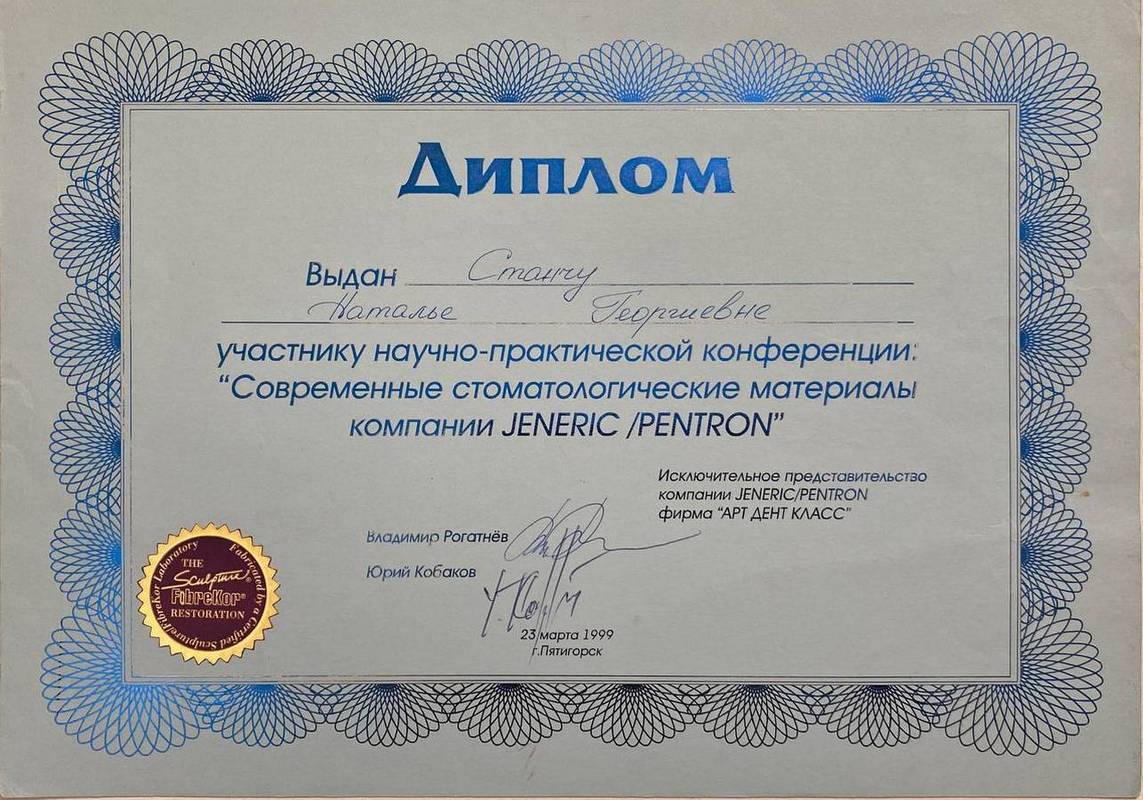 Диплом
Выдан Станчу
Наталье Георгиевне
участнику научно-практической конференции:
“Современные стоматологические материалы
компании JENERIC /PENTRON”
Исключительное представительство
компании JENERIC/PENTRON
фирма “АРТ ДЕНТ КЛАСС”
Владимир Рогатнёв
Юрий Кобаков
23 марта 1999
г.Пятигорск
Fabricated by a Certified Sculpture/FibreKor Laboratory
THE
Sculpture®
FibreKor®
RESTORATION